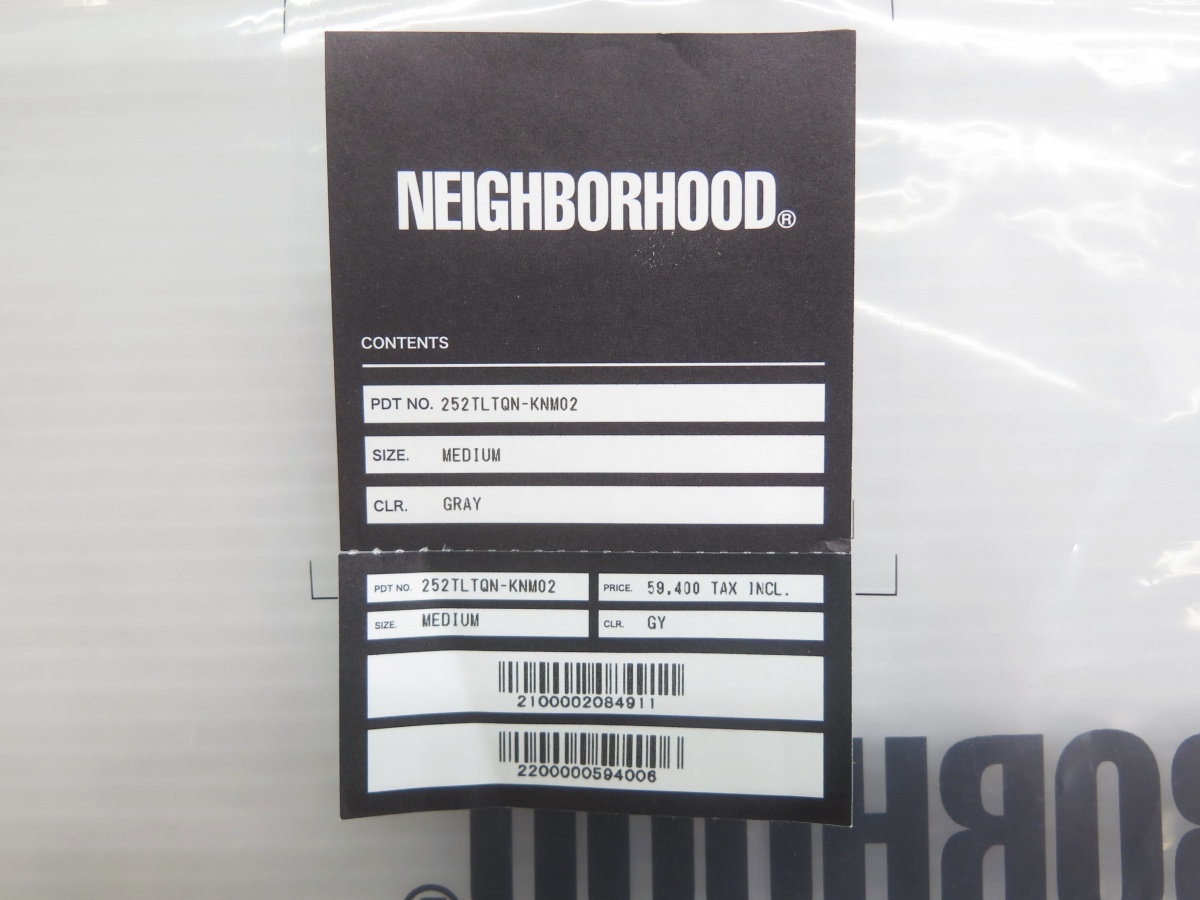 NEIGHBORHOOD®
CONTENTS
PDT NO. 252TLTQN-KNM02
SIZE. MEDIUM
CLR. GRAY
PDT NO. 252TLTQN-KNM02
PRICE. 59,400 TAX INCL.
SIZE. MEDIUM
CLR. GY
2100002084911
2200000594006